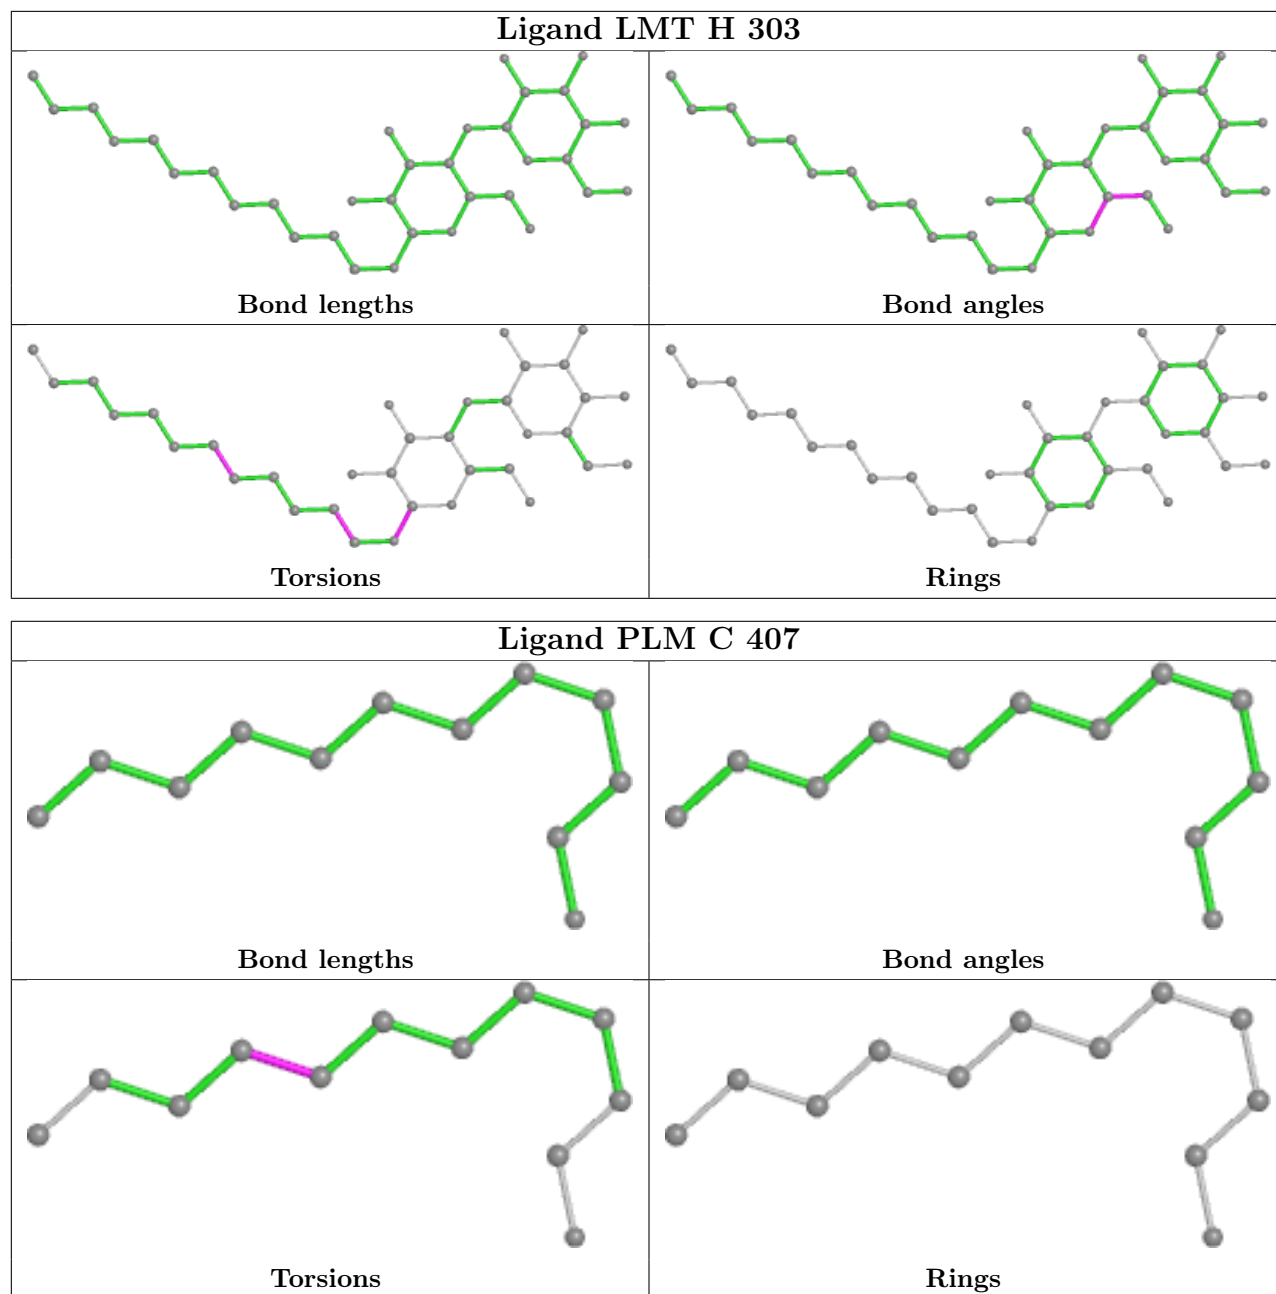 Ligand LMT H 303
Bond lengths
Bond angles
Torsions
Rings
Ligand PLM C 407
Bond lengths
Bond angles
Torsions
Rings